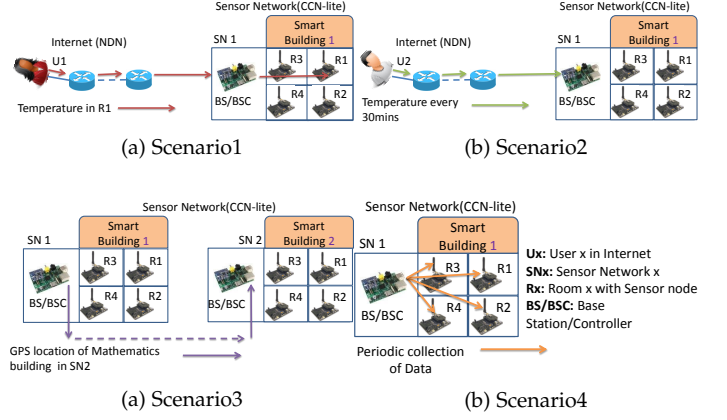 Sensor Network(CCN-lite)
Internet (NDN)
SN 1
Smart
Building 1
U1
R3
R1
BS/BSC
R4
R2
Temperature in R1
(a) Scenario1
Sensor Network(CCN-lite)
Internet (NDN)
SN 1
Smart
Building 1
U2
R3
R1
BS/BSC
R4
R2
Temperature every
30mins
(b) Scenario2
Sensor Network(CCN-lite)
SN 1
Smart
Building 1
R3
R1
BS/BSC
R4
R2
SN 2
Smart
Building 2
R3
R1
BS/BSC
R4
R2
GPS location of Mathematics
building in SN2
(a) Scenario3
Sensor Network(CCN-lite)
SN 1
Smart
Building 1
R3
R1
BS/BSC
R4
R2
Periodic collection
of Data
Ux: User x in Internet
SNx: Sensor Network x
Rx: Room x with Sensor node
BS/BSC: Base
Station/Controller
(b) Scenario4